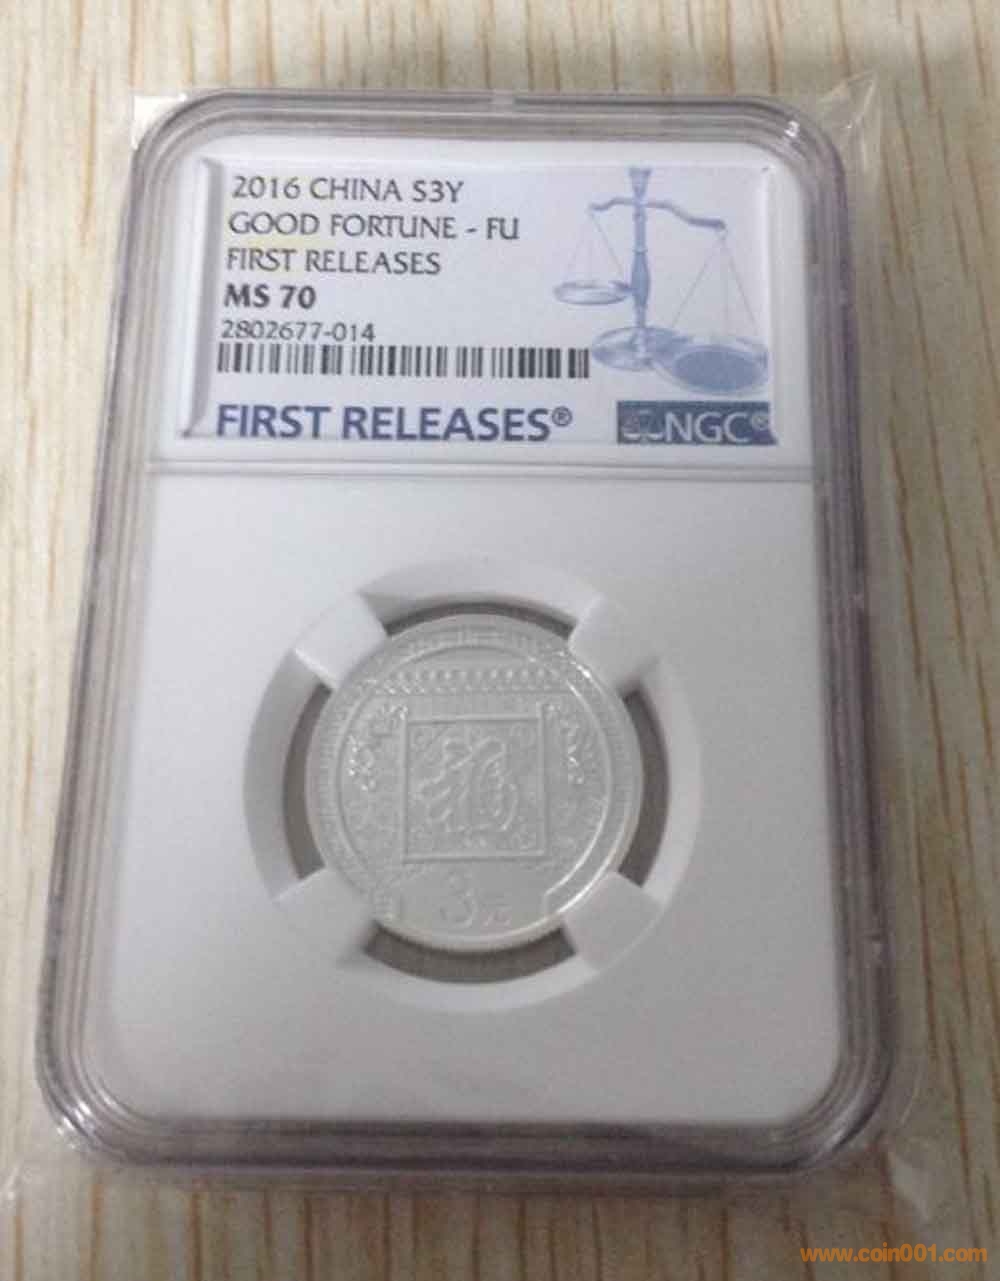 2016 CHINA S3Y
GOOD FORTUNE - FU
FIRST RELEASES
MS 70
2802677-014
FIRST RELEASES®
NGC®
福
3元
www.coin001.com